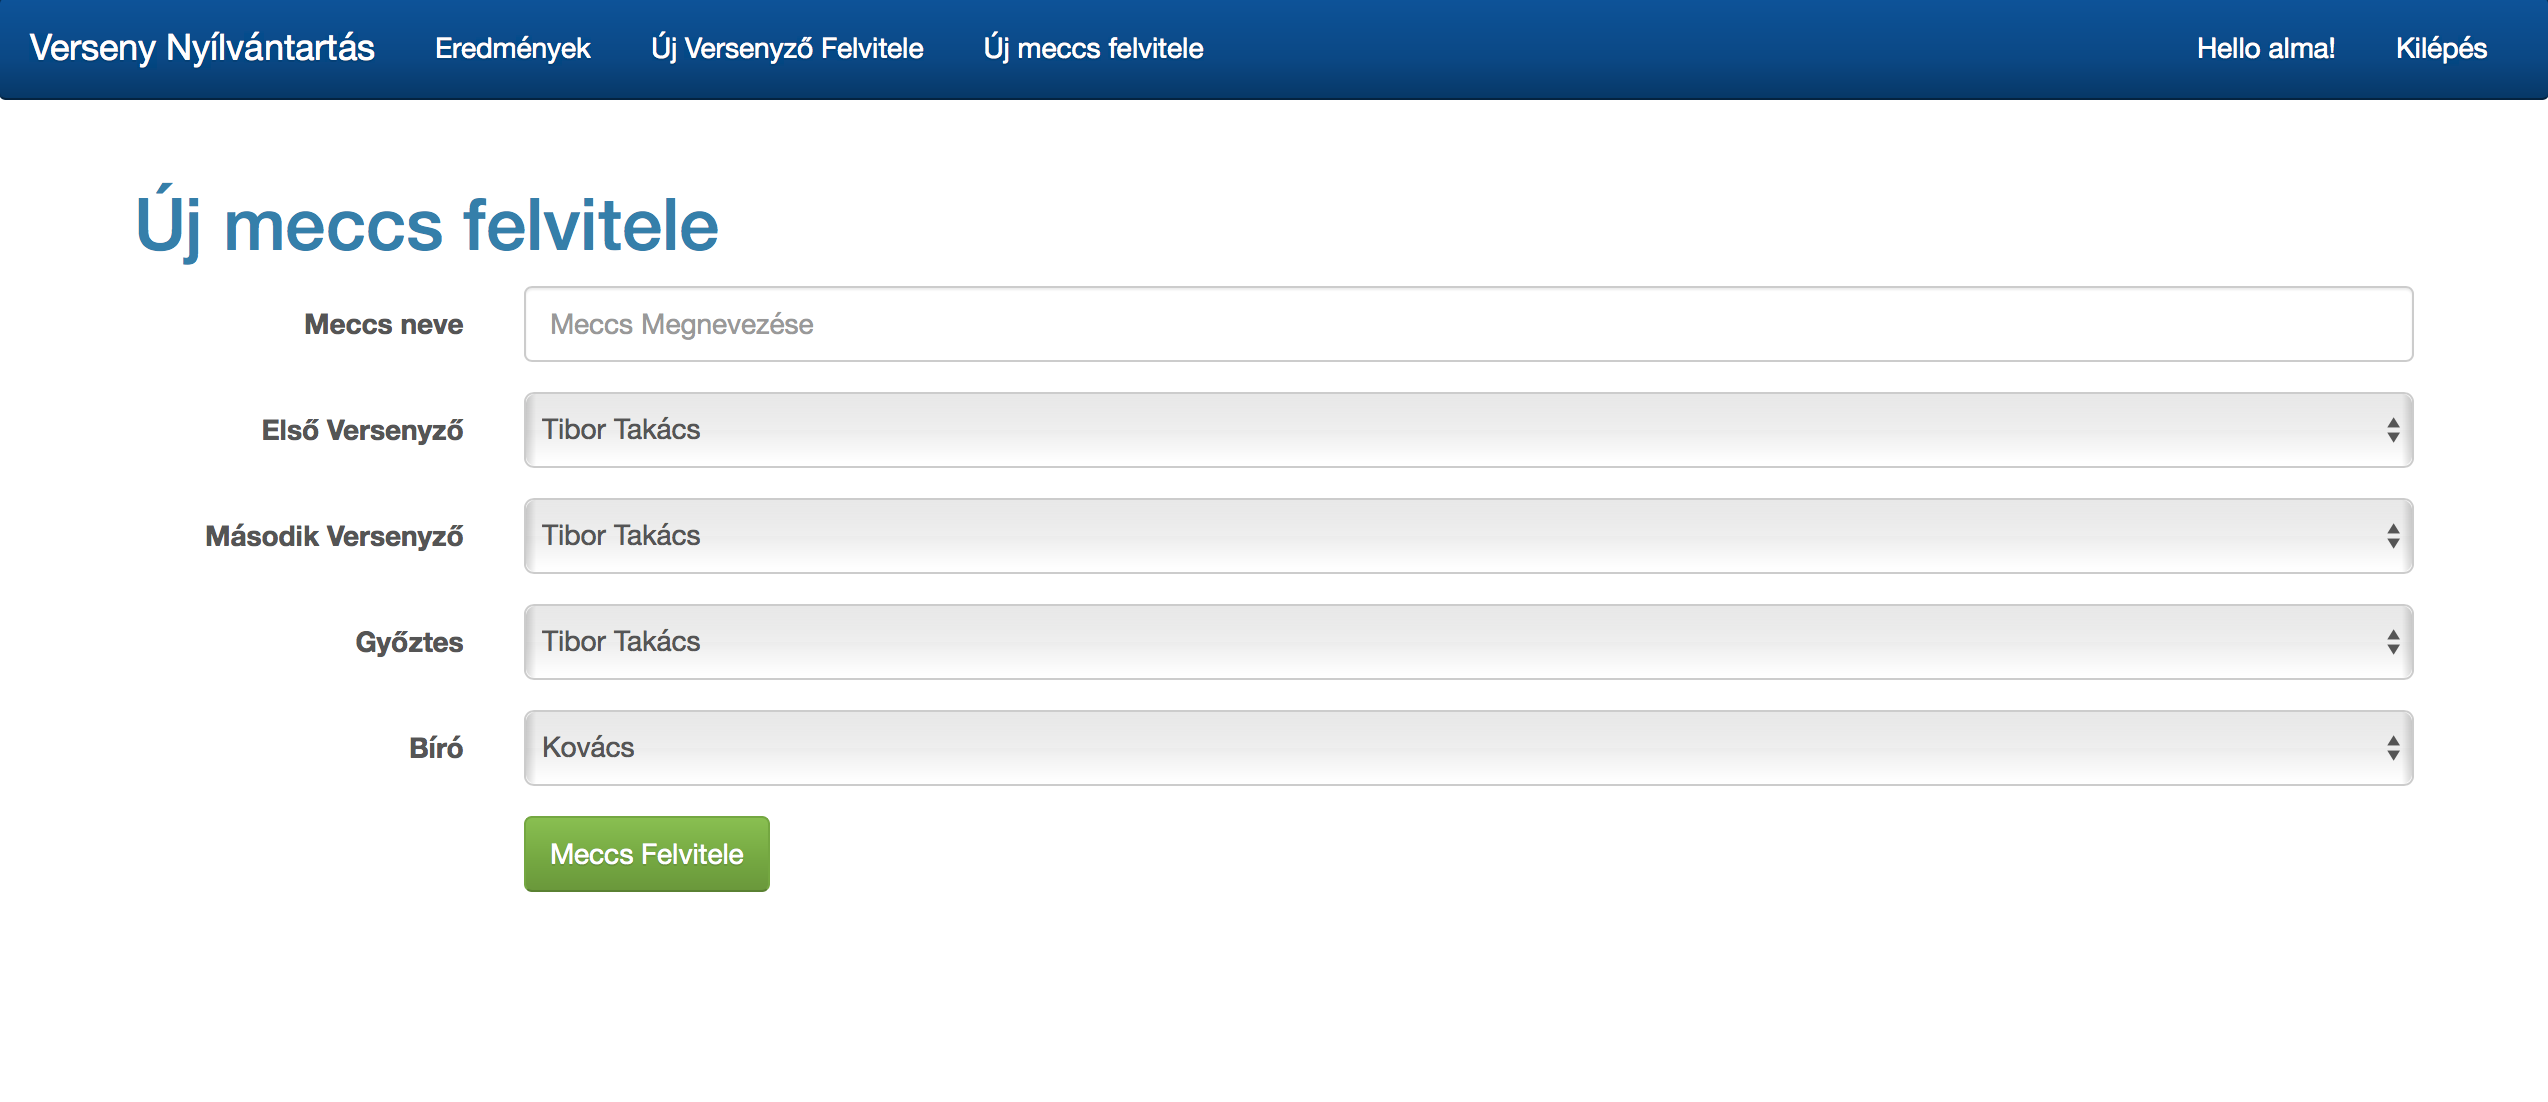 Verseny Nyílvántartás Eredmények Új Versenyző Felvitele Új meccs felvitele Hello alma! Kilépés
Új meccs felvitele
Meccs neve Meccs Megnevezése
Első Versenyző Tibor Takács
Második Versenyző Tibor Takács
Győztes Tibor Takács
Bíró Kovács
Meccs Felvitele